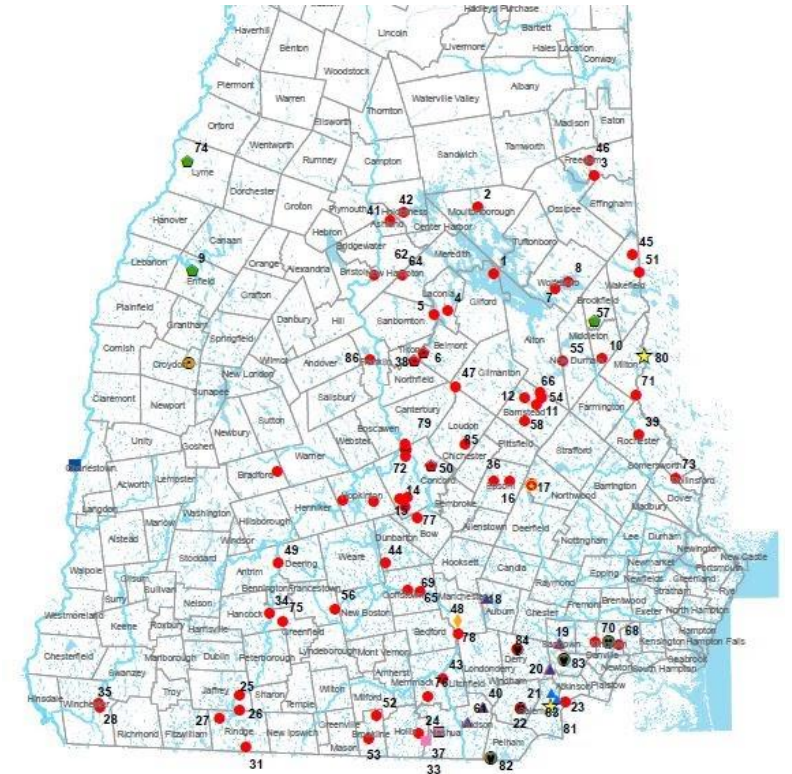 Hadleys Purchase
Haverhill
Lincoln
Bartlett
Livermore
Hales Location
Benton
Conway
Woodstock
Piermont
Albany
Warren
Waterville Valley
Thornton
Ellsworth
Madison
Eaton
Orford
Wentworth
Sandwich
Tamworth
46
74
Rumney
Campton
Freedom
3
Lyme
Dorchester
2
Effingham
Groton
Plymouth
42
Holderness
Moultonborough
Ossipee
Hanover
41
Ashland
Center Harbor
Canaan
Hebron
Tuftonboro
Bridgewater
45
Lebanon
9
Orange
Alexandria
62
64
Meredith
1
8
51
Enfield
Bristol
New Hampton
Wolfeboro
Wakefield
7
Grafton
Laconia
Gilford
Brookfield
Plainfield
5
4
57
Danbury
Hill
Sanbornton
Grantham
Springfield
Alton
Middleton
Cornish
Tilton
Belmont
55
10
80
Croydon
Wilmot
Andover
86
Franklin
38
6
New Durham
Milton
New London
Northfield
Gilmanton
Claremont
Sunapee
47
66
71
Newport
Salisbury
12
54
Farmington
Canterbury
Barnstead
11
Sutton
79
58
39
Unity
Goshen
Newbury
Webster
Boscawen
Loudon
Pittsfield
Rochester
85
Strafford
Warner
Chichester
Charlestown
72
50
36
Somersworth
73
Acworth
Lempster
Bradford
Concord
Epsom
17
Barrington
Rollinsford
14
16
Northwood
Dover
Langdon
Washington
Henniker
Hopkinton
13
Pembroke
Madbury
Marlow
Hillsborough
77
Allenstown
Deerfield
Bow
Alstead
Windsor
Dunbarton
Lee
Durham
Nottingham
Stoddard
49
44
Hooksett
Newington
Walpole
Antrim
Deering
Weare
Candia
Epping
Newmarket
New Castle
Gilsum
Raymond
Newfields
Portsmouth
Surry
Sullivan
Bennington
Francestown
69
Greenland
Nelson
Goffstown
Manchester
18
Stratham
Rye
Westmoreland
34
56
65
Auburn
Fremont
Brentwood
Hancock
75
New Boston
48
Chester
Exeter
North Hampton
Keene
Roxbury
Harrisville
Greenfield
Bedford
84
19
70
68
Hampton
Chesterfield
78
Derry
Sandown
Kensington
Hampton Falls
Marlborough
Dublin
Peterborough
Lyndeborough
Mont Vernon
Londonderry
Danville
Seabrook
Swanzey
43
83
Newton
South Hampton
Amherst
20
Hinsdale
35
Troy
Jaffrey
25
Sharon
Wilton
Merrimack
76
Litchfield
Windham
Plaistow
Winchester
Temple
Milford
40
21
Atkinson
28
27
26
52
22
23
Richmond
Fitzwilliam
Rindge
New Ipswich
Greenville
24
Hudson
81
Mason
Brookline
Hollis
Nashua
Pelham
31
53
37
82
33